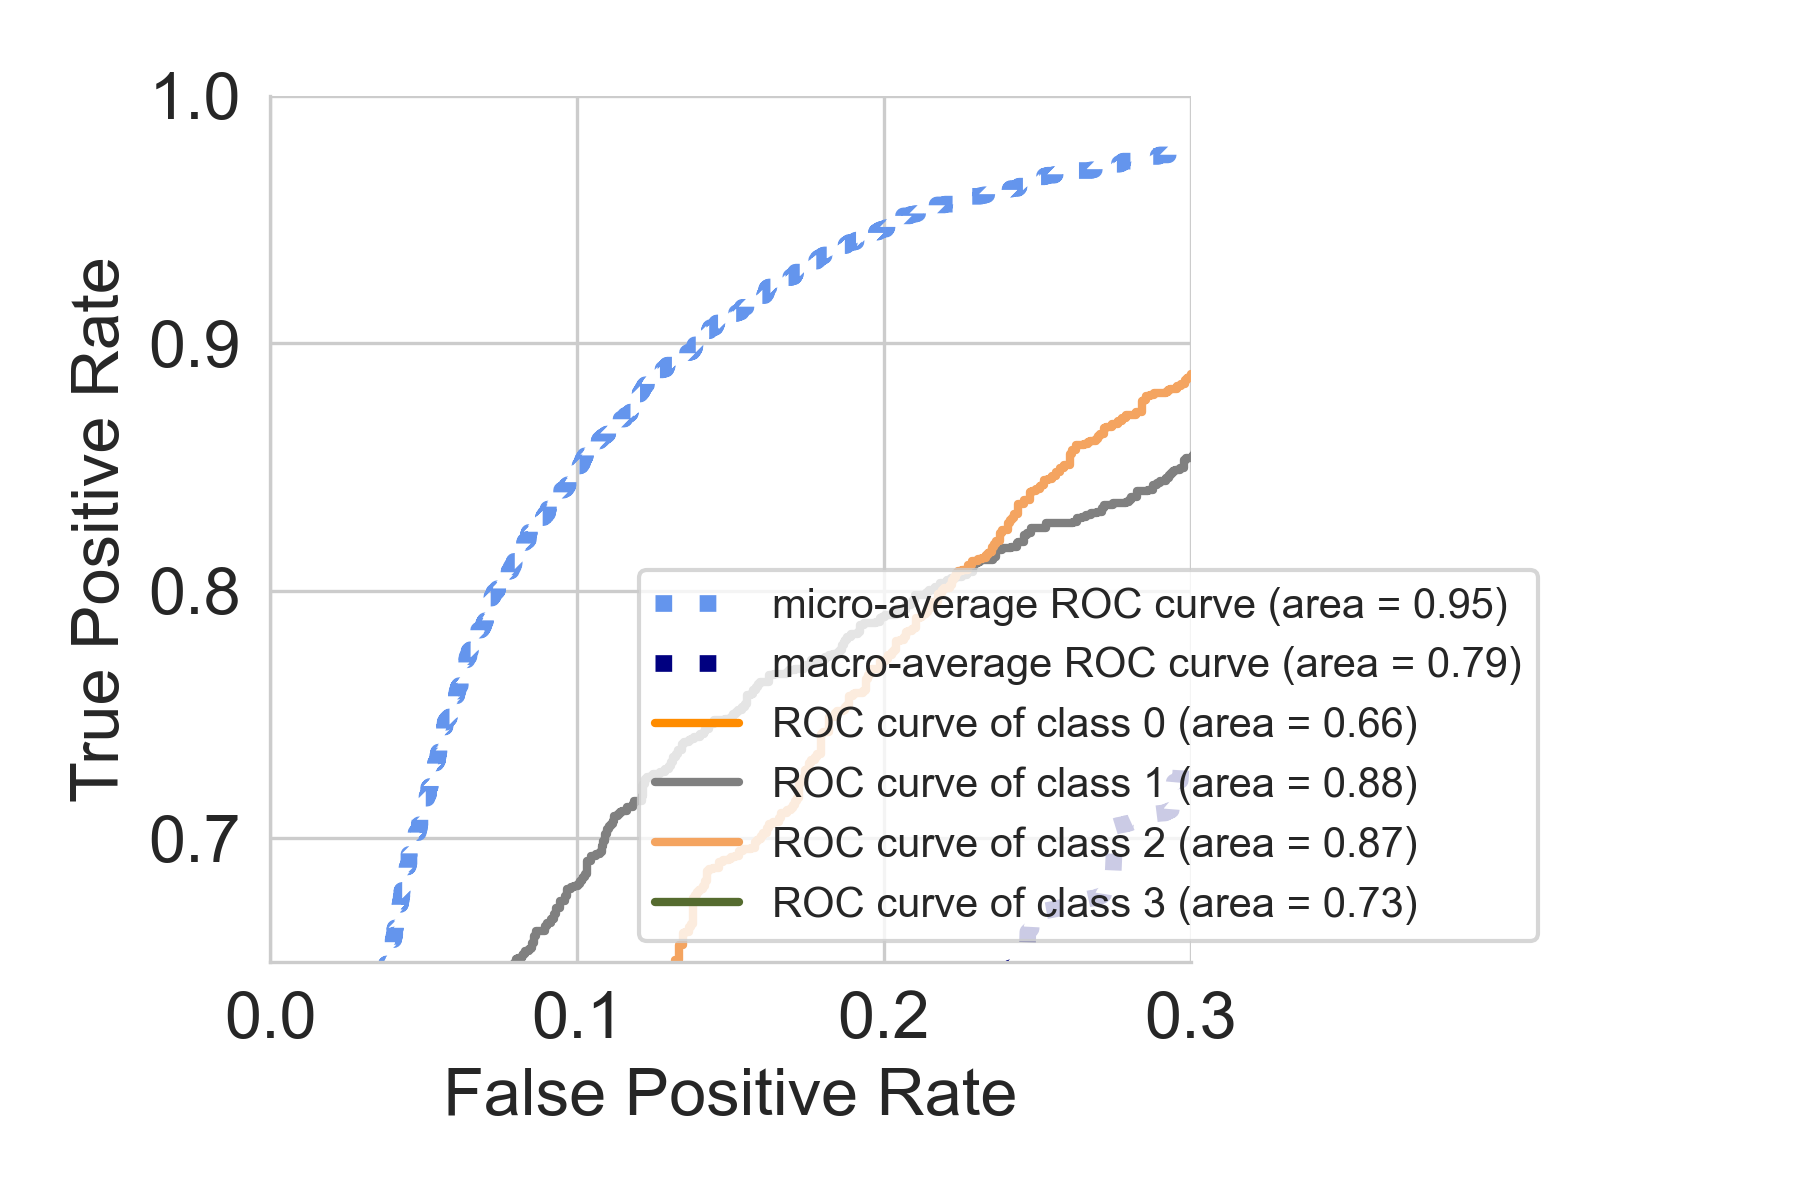 1.0
0.9
0.8
0.7
True Positive Rate
micro-average ROC curve (area = 0.95)
macro-average ROC curve (area = 0.79)
ROC curve of class 0 (area = 0.66)
ROC curve of class 1 (area = 0.88)
ROC curve of class 2 (area = 0.87)
ROC curve of class 3 (area = 0.73)
0.0 0.1 0.2 0.3
False Positive Rate